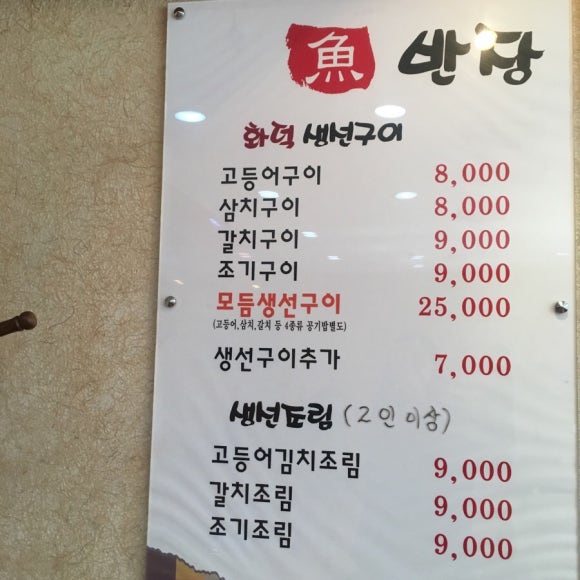 魚 반장
화덕 생선구이
고등어구이 8,000
삼치구이 8,000
갈치구이 9,000
조기구이 9,000
모듬생선구이 25,000
(고등어,삼치,갈치 등 4종류 공기밥별도)
생선구이추가 7,000
생선조림 (2인이상)
고등어김치조림 9,000
갈치조림 9,000
조기조림 9,000